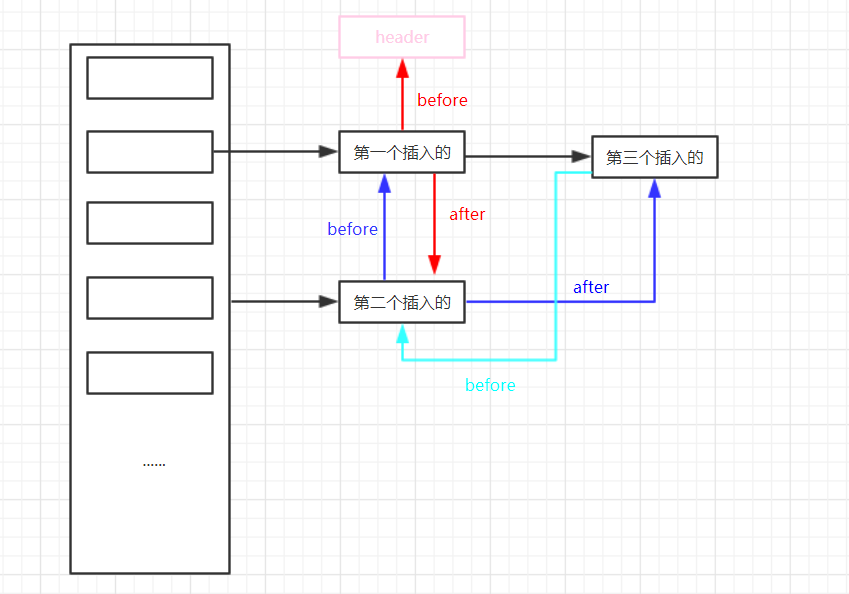 header
before
第一个插入的
第三个插入的
before
after
第二个插入的
after
before
......